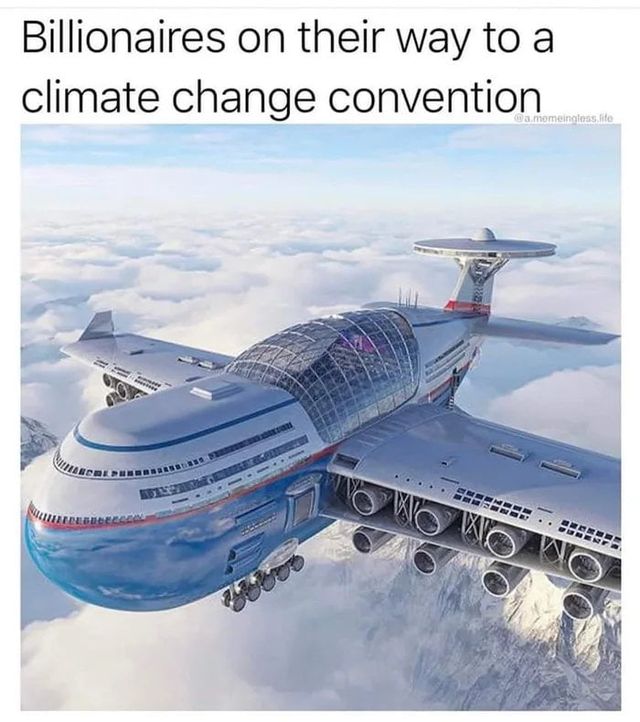 Billionaires on their way to a
climate change convention
@a.memeingless.life